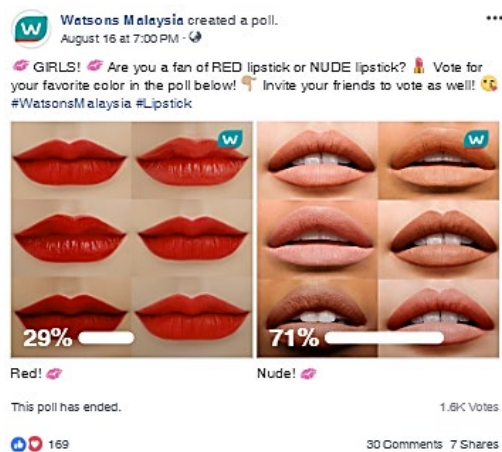 Watsons Malaysia created a poll.
August 16 at 7:00 PM ·
💋 GIRLS! 💋 Are you a fan of RED lipstick or NUDE lipstick? 💄 Vote for
your favorite color in the poll below! 👇🏼 Invite your friends to vote as well! 😘
#WatsonsMalaysia #Lipstick
W
W
W
29%
71%
Red! 💋
Nude! 💋
This poll has ended.
1.6K Votes
169
30 Comments 7 Shares